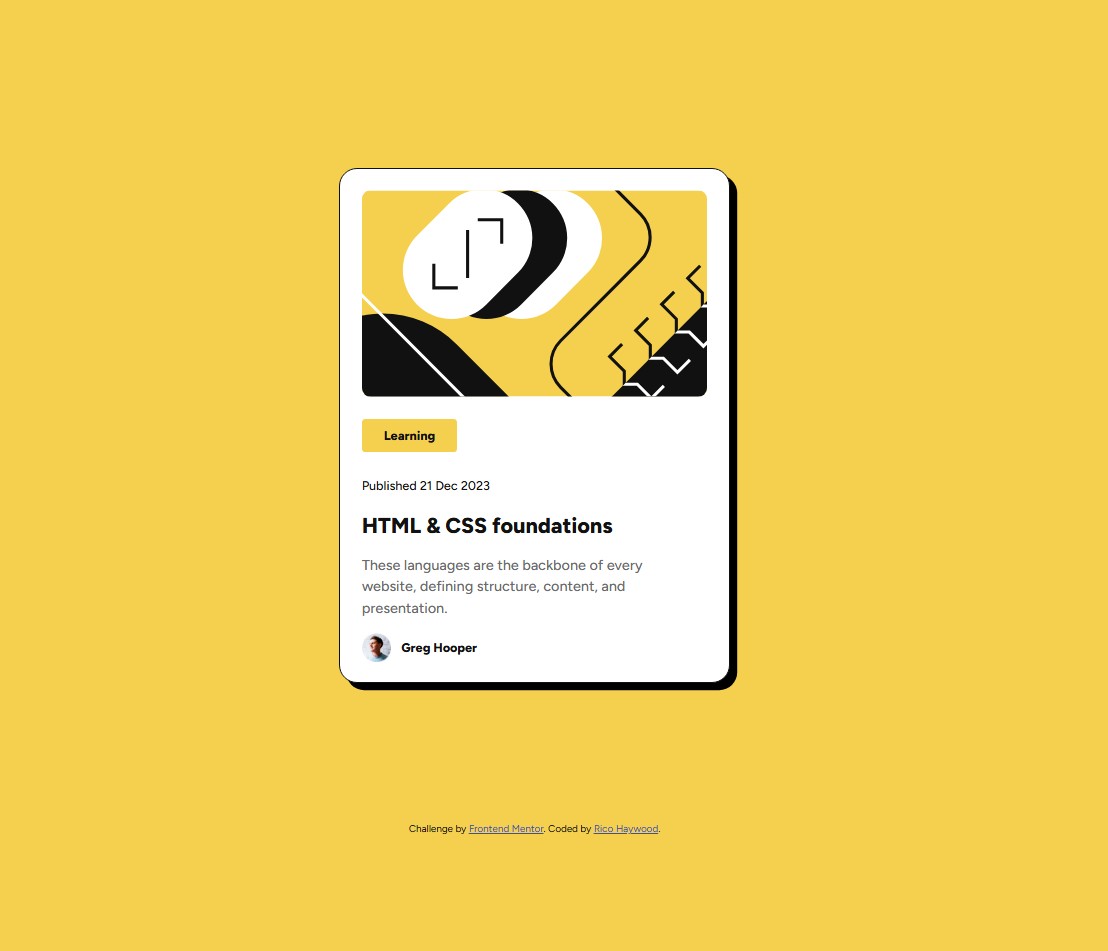 Learning
Published 21 Dec 2023
HTML & CSS foundations
These languages are the backbone of every
website, defining structure, content, and
presentation.
Greg Hooper
Challenge by Frontend Mentor. Coded by Rico Haywood.